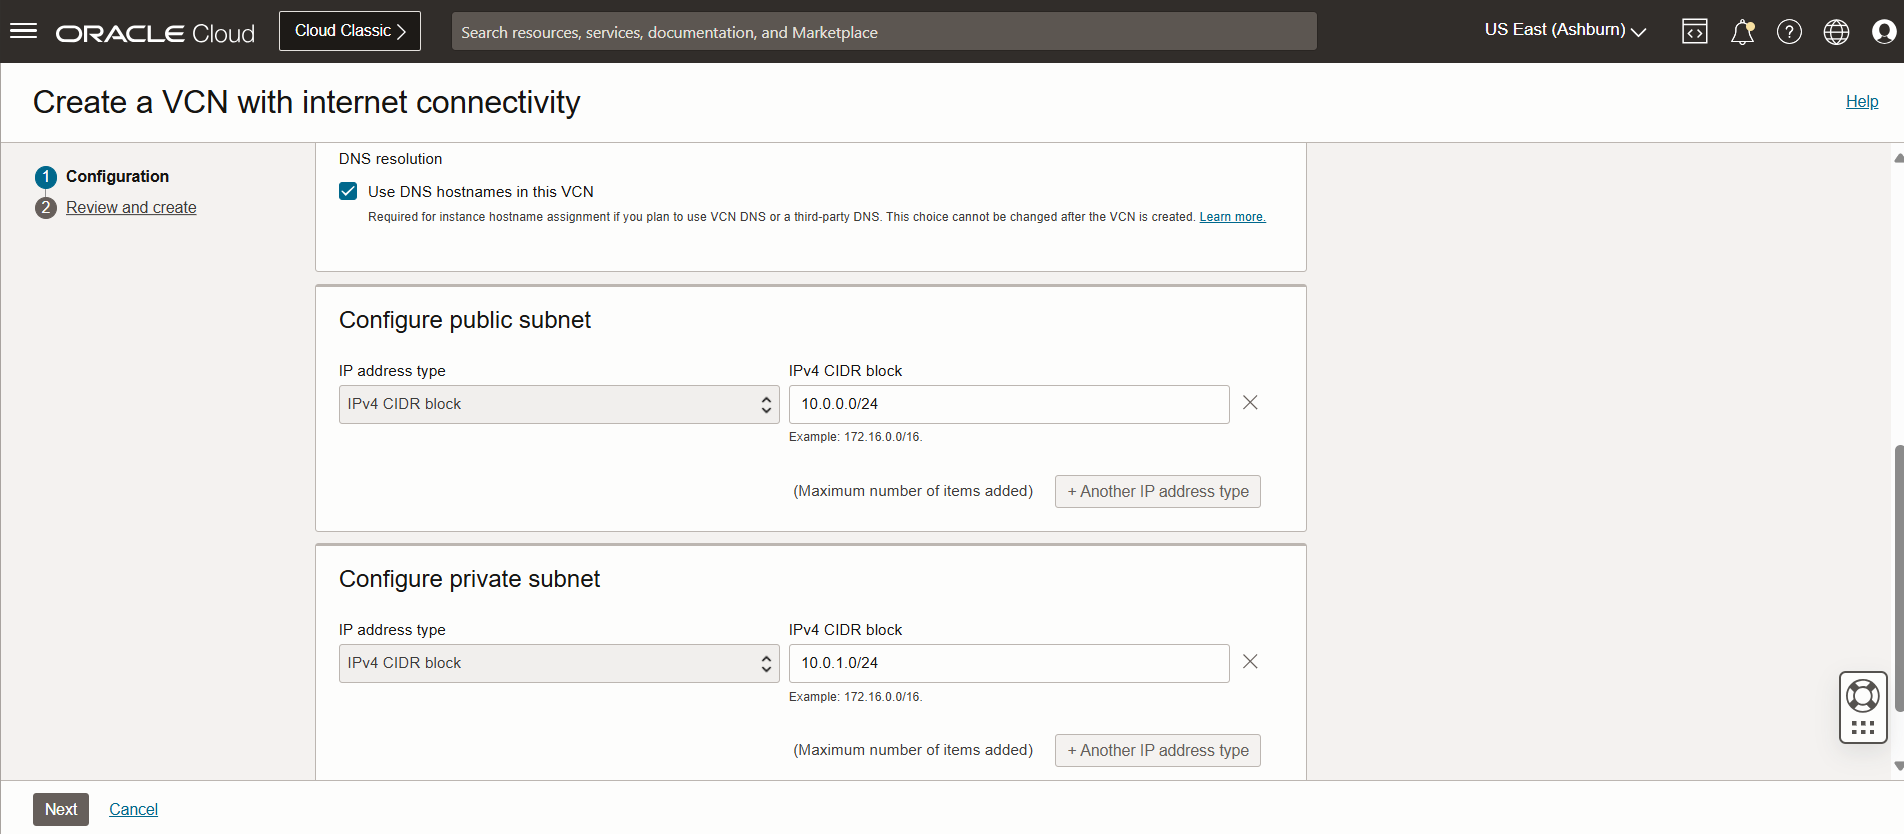 ORACLE Cloud
Cloud Classic
Search resources, services, documentation, and Marketplace
US East (Ashburn)
Create a VCN with internet connectivity
Help
1 Configuration
2 Review and create
DNS resolution
Use DNS hostnames in this VCN
Required for instance hostname assignment if you plan to use VCN DNS or a third-party DNS. This choice cannot be changed after the VCN is created. Learn more.
Configure public subnet
IP address type
IPv4 CIDR block
IPv4 CIDR block
10.0.0.0/24
Example: 172.16.0.0/16.
(Maximum number of items added)
+ Another IP address type
Configure private subnet
IP address type
IPv4 CIDR block
IPv4 CIDR block
10.0.1.0/24
Example: 172.16.0.0/16.
(Maximum number of items added)
+ Another IP address type
Next
Cancel